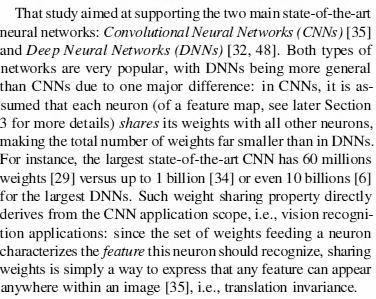 That study aimed at supporting the two main state-of-the-art
neural networks: Convolutional Neural Networks (CNNs) [35]
and Deep Neural Networks (DNNs) [32, 48]. Both types of
networks are very popular, with DNNs being more general
than CNNs due to one major difference: in CNNs, it is as-
sumed that each neuron (of a feature map, see later Section
3 for more details) shares its weights with all other neurons,
making the total number of weights far smaller than in DNNs.
For instance, the largest state-of-the-art CNN has 60 millions
weights [29] versus up to 1 billion [34] or even 10 billions [6]
for the largest DNNs. Such weight sharing property directly
derives from the CNN application scope, i.e., vision recogni-
tion applications: since the set of weights feeding a neuron
characterizes the feature this neuron should recognize, sharing
weights is simply a way to express that any feature can appear
anywhere within an image [35], i.e., translation invariance.